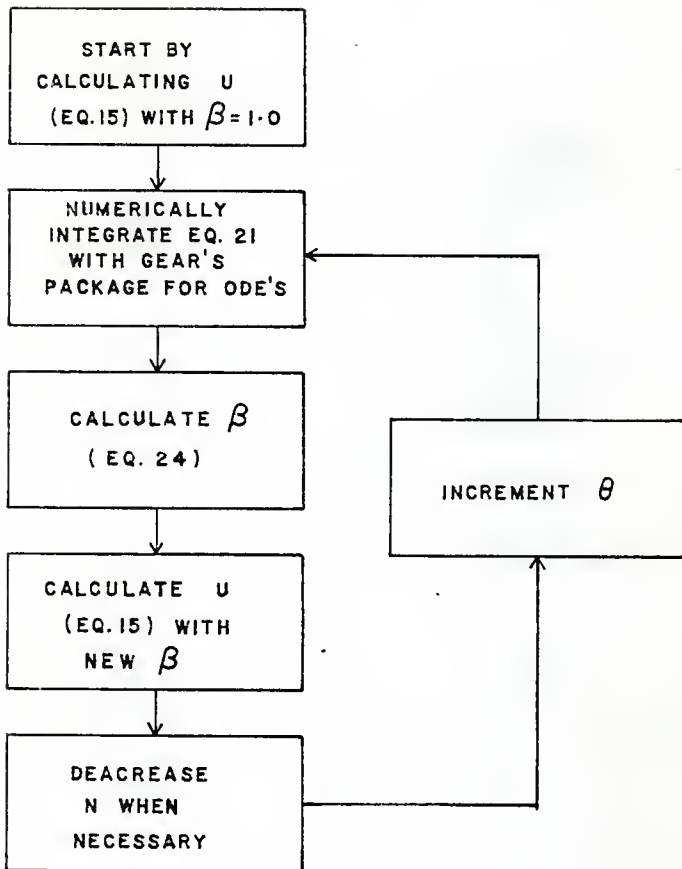 START BY
CALCULATING U
(EQ.15) WITH β=1.0
NUMERICALLY
INTEGRATE EQ. 21
WITH GEAR'S
PACKAGE FOR ODE'S
CALCULATE β
(EQ. 24)
CALCULATE U
(EQ.15) WITH
NEW β
DEACREASE
N WHEN
NECESSARY
INCREMENT θ